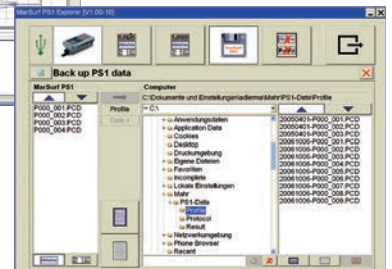 MarSurf PS1 Explorer [V1.00-10]
Back up PS1 data
MarSurf PS1
P000_001.PCD
P000_002.PCD
P000_003.PCD
P000_004.PCD
Profile
Data +
Computer
C:\Dokumente und Einstellungen\aderma\Mahr\PS1-Data\Profile
C:\
Anwendungsdaten
Application Data
Cookies
Desktop
Druckumgebung
Eigene Dateien
Favoriten
Incomplete
Lokale Einstellungen
Mahr
PS1-Data
Profile
Protocol
Result
Netzwerkumgebung
Phone Browser
Recent
20050401-P000_001.PCD
20050401-P000_002.PCD
20050401-P000_003.PCD
20061005-P000_001.PCD
20061006-P000_002.PCD
20061006-P000_003.PCD
20061006-P000_004.PCD
20061006-P000_005.PCD
20061006-P000_006.PCD
20061006-P000_007.PCD
20061006-P000_008.PCD
20061006-P000_009.PCD